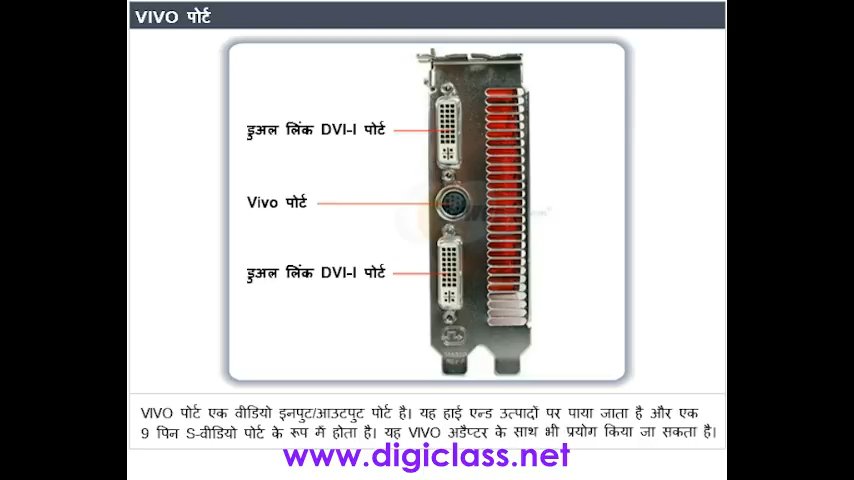 VIVO पोर्ट
डुअल लिंक DVI-I पोर्ट
Vivo पोर्ट
डुअल लिंक DVI-I पोर्ट
VIVO पोर्ट एक वीडियो इनपुट/आउटपुट पोर्ट है। यह हाई एन्ड उत्पादों पर पाया जाता है और एक
9 पिन S-वीडियो पोर्ट के रूप में होता है। यह VIVO अडैप्टर के साथ भी प्रयोग किया जा सकता है।
www.digiclass.net